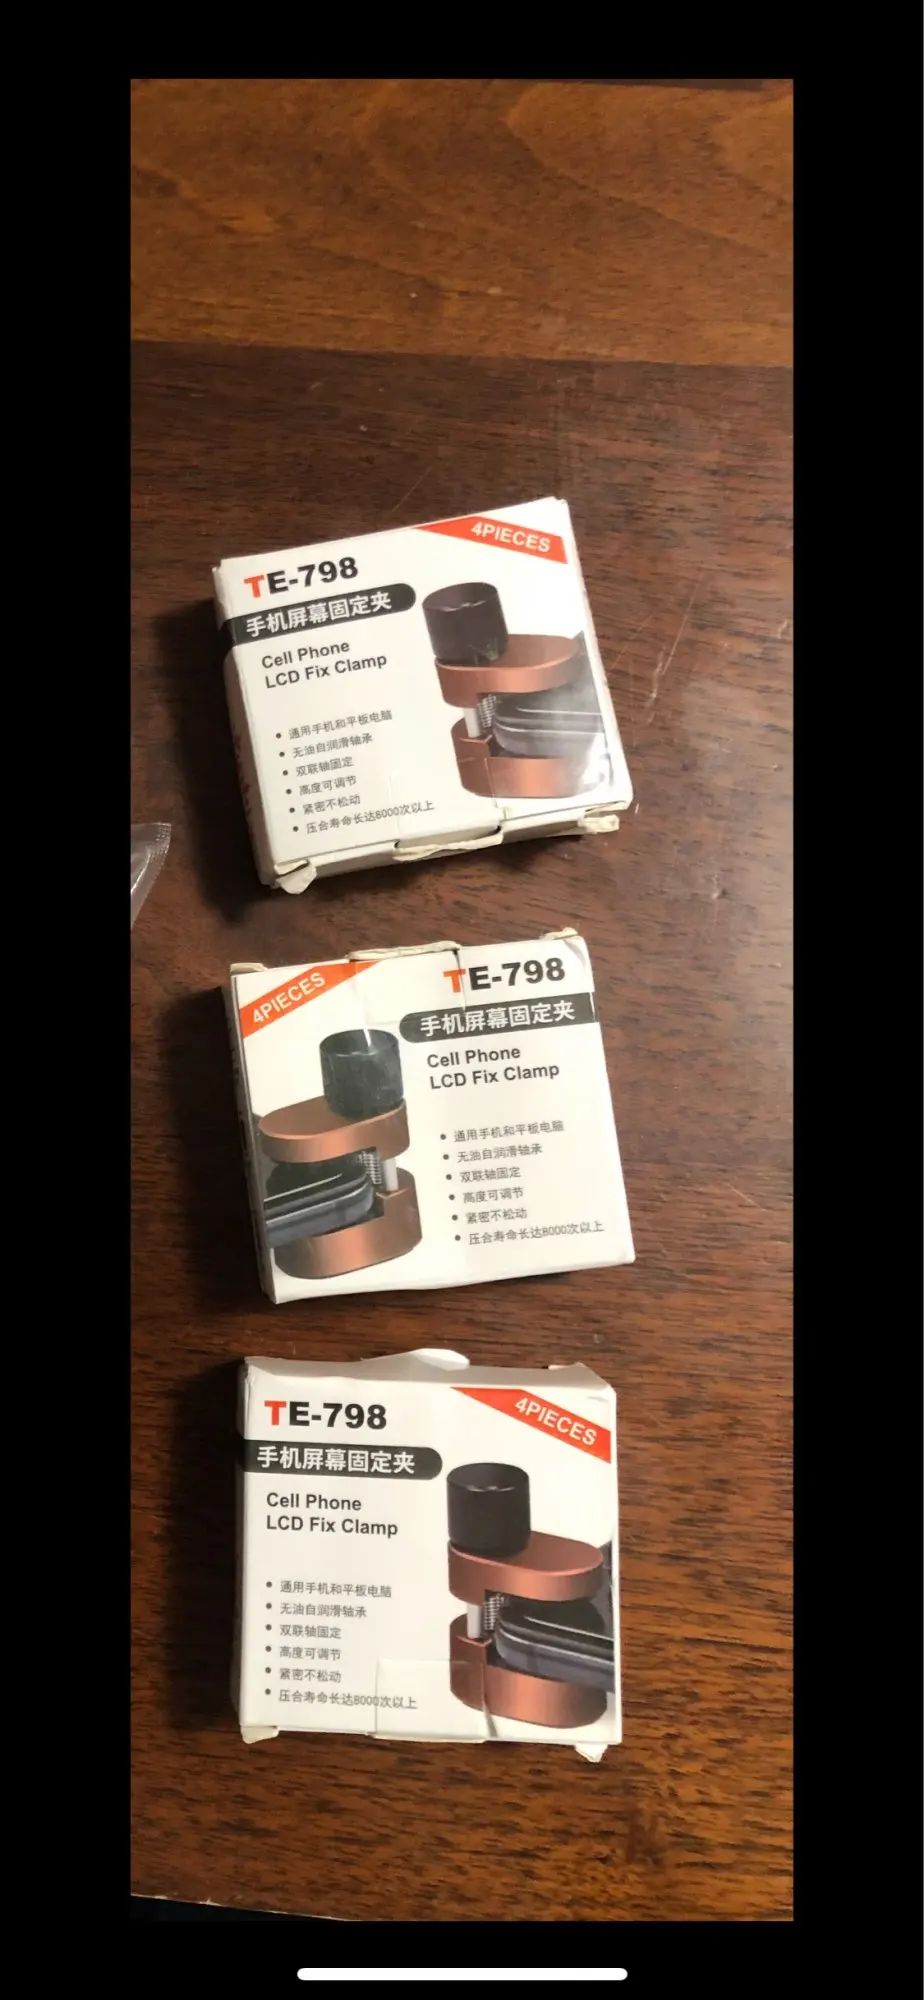 4PIECES
TE-798
手机屏幕固定夹
Cell Phone
LCD Fix Clamp
• 通用手机和平板电脑
• 无油自润滑轴承
• 双联轴固定
• 高度可调节
• 紧密不松动
• 压合寿命长达8000次以上
4PIECES
TE-798
手机屏幕固定夹
Cell Phone
LCD Fix Clamp
• 通用手机和平板电脑
• 无油自润滑轴承
• 双联轴固定
• 高度可调节
• 紧密不松动
• 压合寿命长达8000次以上
TE-798
4PIECES
手机屏幕固定夹
Cell Phone
LCD Fix Clamp
• 通用手机和平板电脑
• 无油自润滑轴承
• 双联轴固定
• 高度可调节
• 紧密不松动
• 压合寿命长达8000次以上